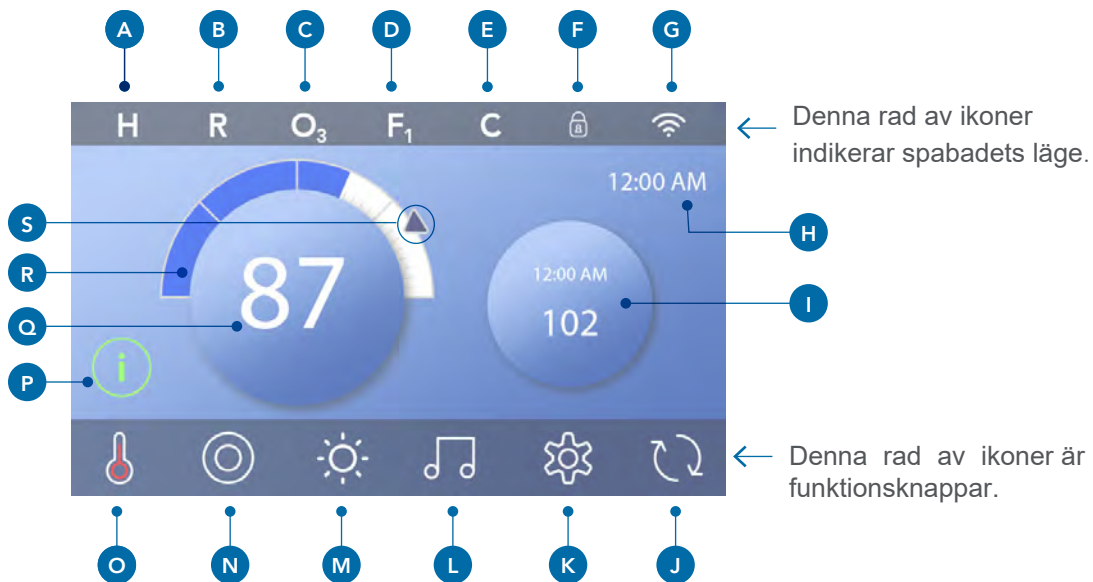 A B C D E F G
H R O₃ F₁ C 8
Denna rad av ikoner
indikerar spabadets läge.
12:00 AM
S
H
R
87
12:00 AM
102
I
Q
i
P
Denna rad av ikoner är
funktionsknappar.
O N M L K J